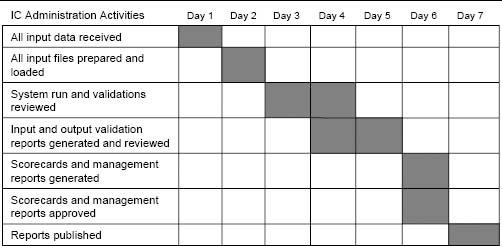 IC Administration Activities Day 1 Day 2 Day 3 Day 4 Day 5 Day 6 Day 7
All input data received
All input files prepared and
loaded
System run and validations
reviewed
Input and output validation
reports generated and reviewed
Scorecards and management
reports generated
Scorecards and management
reports approved
Reports published